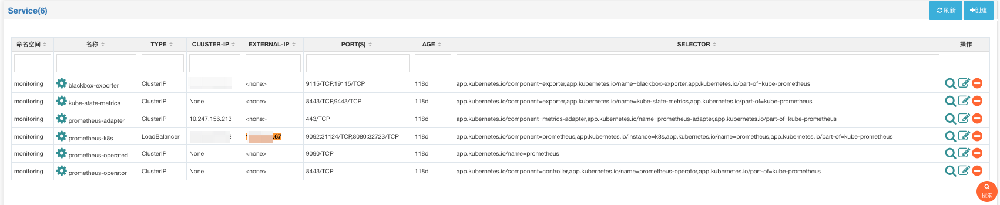 Service(6)
刷新
创建
命名空间 名称 TYPE CLUSTER-IP EXTERNAL-IP PORT(S) AGE SELECTOR 操作
monitoring blackbox-exporter ClusterIP <none> 9115/TCP,19115/TCP 118d app.kubernetes.io/component=exporter,app.kubernetes.io/name=blackbox-exporter,app.kubernetes.io/part-of=kube-prometheus
monitoring kube-state-metrics ClusterIP None <none> 8443/TCP,9443/TCP 118d app.kubernetes.io/component=exporter,app.kubernetes.io/name=kube-state-metrics,app.kubernetes.io/part-of=kube-prometheus
monitoring prometheus-adapter ClusterIP 10.247.156.213 <none> 443/TCP 118d app.kubernetes.io/component=metrics-adapter,app.kubernetes.io/name=prometheus-adapter,app.kubernetes.io/part-of=kube-prometheus
monitoring prometheus-k8s LoadBalancer .67 9092:31124/TCP,8080:32723/TCP 118d app.kubernetes.io/component=prometheus,app.kubernetes.io/instance=k8s,app.kubernetes.io/name=prometheus,app.kubernetes.io/part-of=kube-prometheus
monitoring prometheus-operated ClusterIP None <none> 9090/TCP 118d app.kubernetes.io/name=prometheus
monitoring prometheus-operator ClusterIP None <none> 8443/TCP 118d app.kubernetes.io/component=controller,app.kubernetes.io/name=prometheus-operator,app.kubernetes.io/part-of=kube-prometheus
搜索